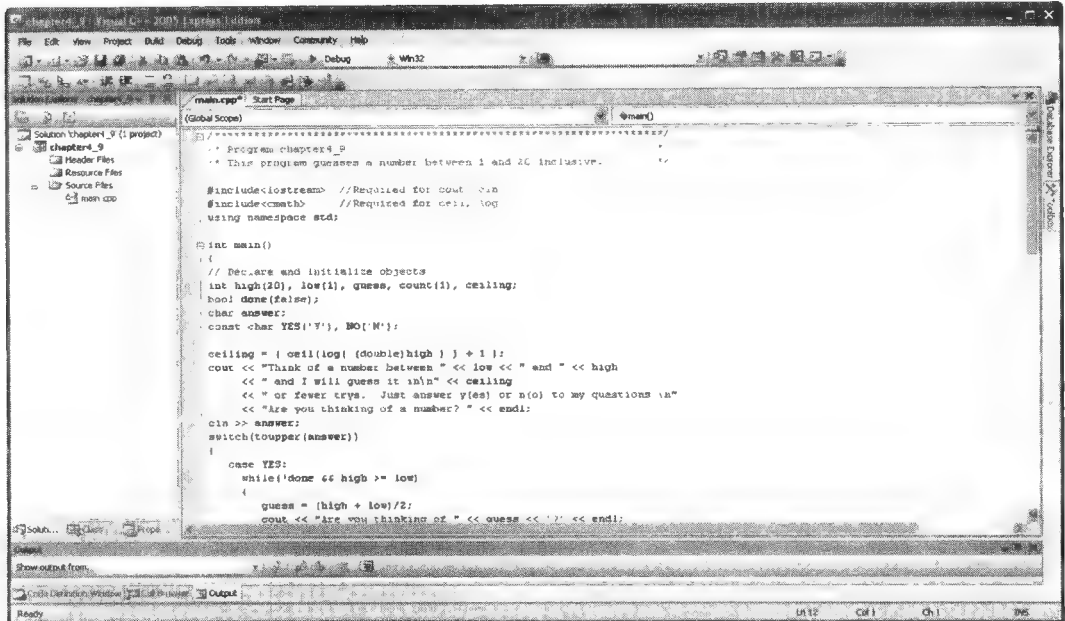 chapter4_9 - Visual C++ 2005 Express Edition
File Edit View Project Build Debug Tools Window Community Help
Debug Win32
main.cpp* Start Page
(Global Scope) main()
Solution 'chapter4_9' (1 project)
chapter4_9
Header Files
Resource Files
Source Files
main.cpp
/*******************************************************************/
* Program chapter4_9 *
* This program guesses a number between 1 and 20 inclusive. */
#include<iostream> //Required for cout, cin
#include<cmath> //Required for ceil, log
using namespace std;
int main()
{
// Declare and initialize objects
int high(20), low(1), guess, count(1), ceiling;
bool done(false);
char answer;
const char YES('Y'), NO('N');
ceiling = ( ceil(log( (double)high ) ) + 1 );
cout << "Think of a number between " << low << " and " << high
<< " and I will guess it in\n" << ceiling
<< " or fewer trys. Just answer y(es) or n(o) to my questions \n"
<< "Are you thinking of a number? " << endl;
cin >> answer;
switch(toupper(answer))
{
case YES:
while(!done && high >= low)
{
guess = (high + low)/2;
cout << "Are you thinking of " << guess << '?' << endl;
Database Explorer Toolbox
Solut... Class Prope
Output
Show output from:
Code Definition Window Call Browser Output
Ready Ln 12 Col 1 Ch 1 INS